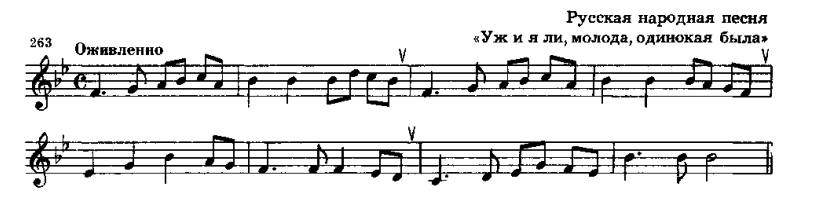 Русская народная песня
263 Оживленно «Уж и я ли, молода, одинокая была»